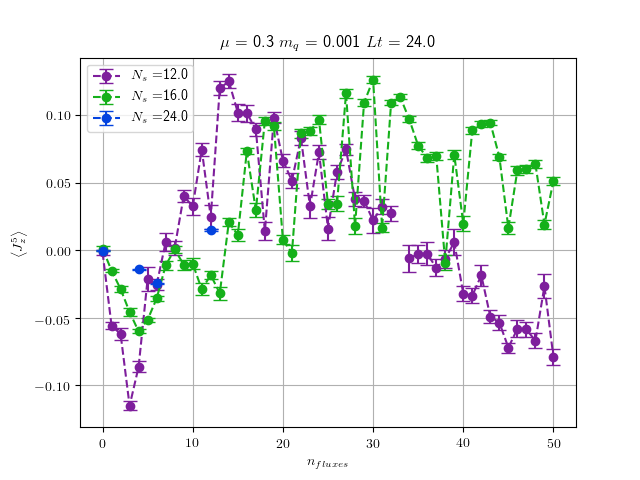 μ = 0.3 m_q = 0.001 Lt = 24.0
N_s =12.0
N_s =16.0
N_s =24.0
0.10
0.05
0.00
−0.05
−0.10
⟨J_z^5⟩
0 10 20 30 40 50
n_fluxes